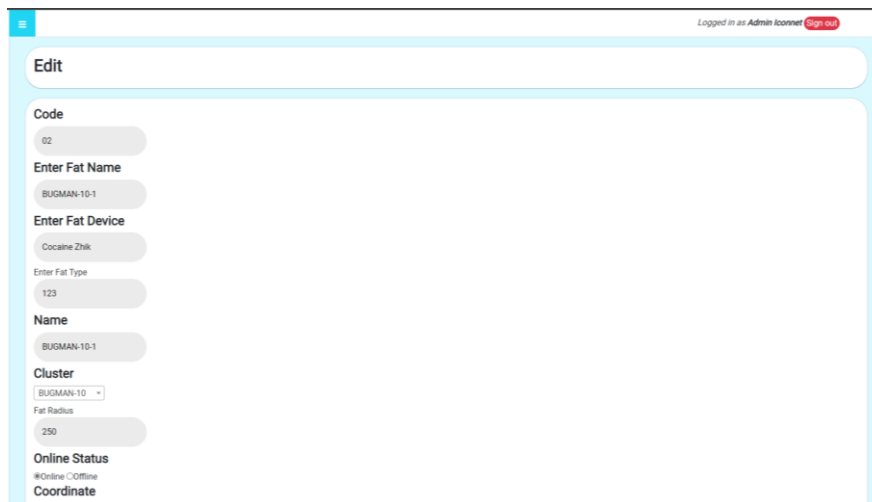 Logged in as Admin Iconnet Sign out
Edit
Code
02
Enter Fat Name
BUGMAN-10-1
Enter Fat Device
Cocaine Zhik
Enter Fat Type
123
Name
BUGMAN-10-1
Cluster
BUGMAN-10
Fat Radius
250
Online Status
Online Offline
Coordinate